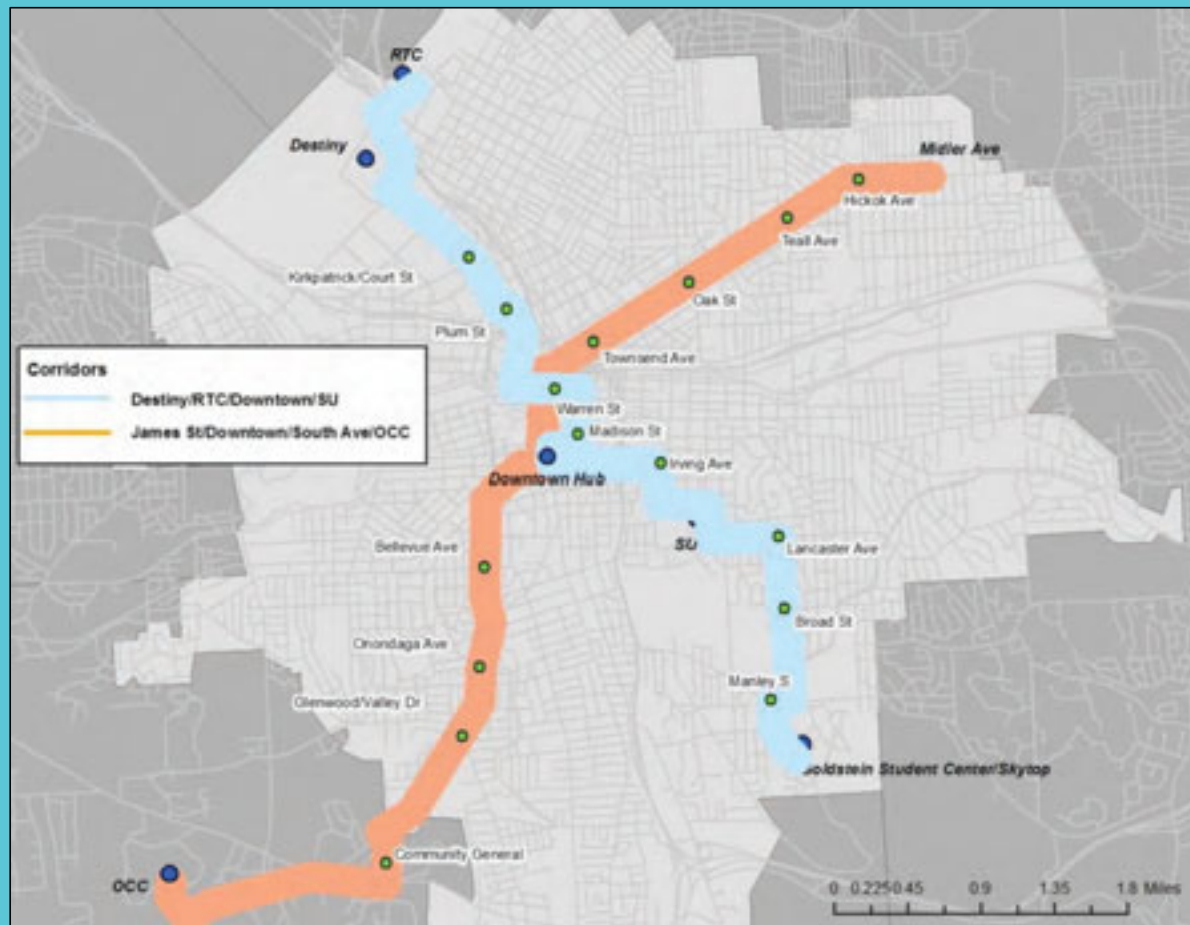 RTC
Destiny
Midler Ave
Hickok Ave
Teall Ave
Kirkpatrick/Court St
Oak St
Plum St
Townsend Ave
Corridors
Destiny/RTC/Downtown/SU
James St/Downtown/South Ave/OCC
Warren St
Madison St
Irving Ave
Downtown Hub
SU
Lancaster Ave
Bellevue Ave
Broad St
Onondaga Ave
Manley S
Glenwood/Valley Dr
Goldstein Student Center/Skytop
Community General
OCC
0 0.2250.45 0.9 1.35 1.8 Miles